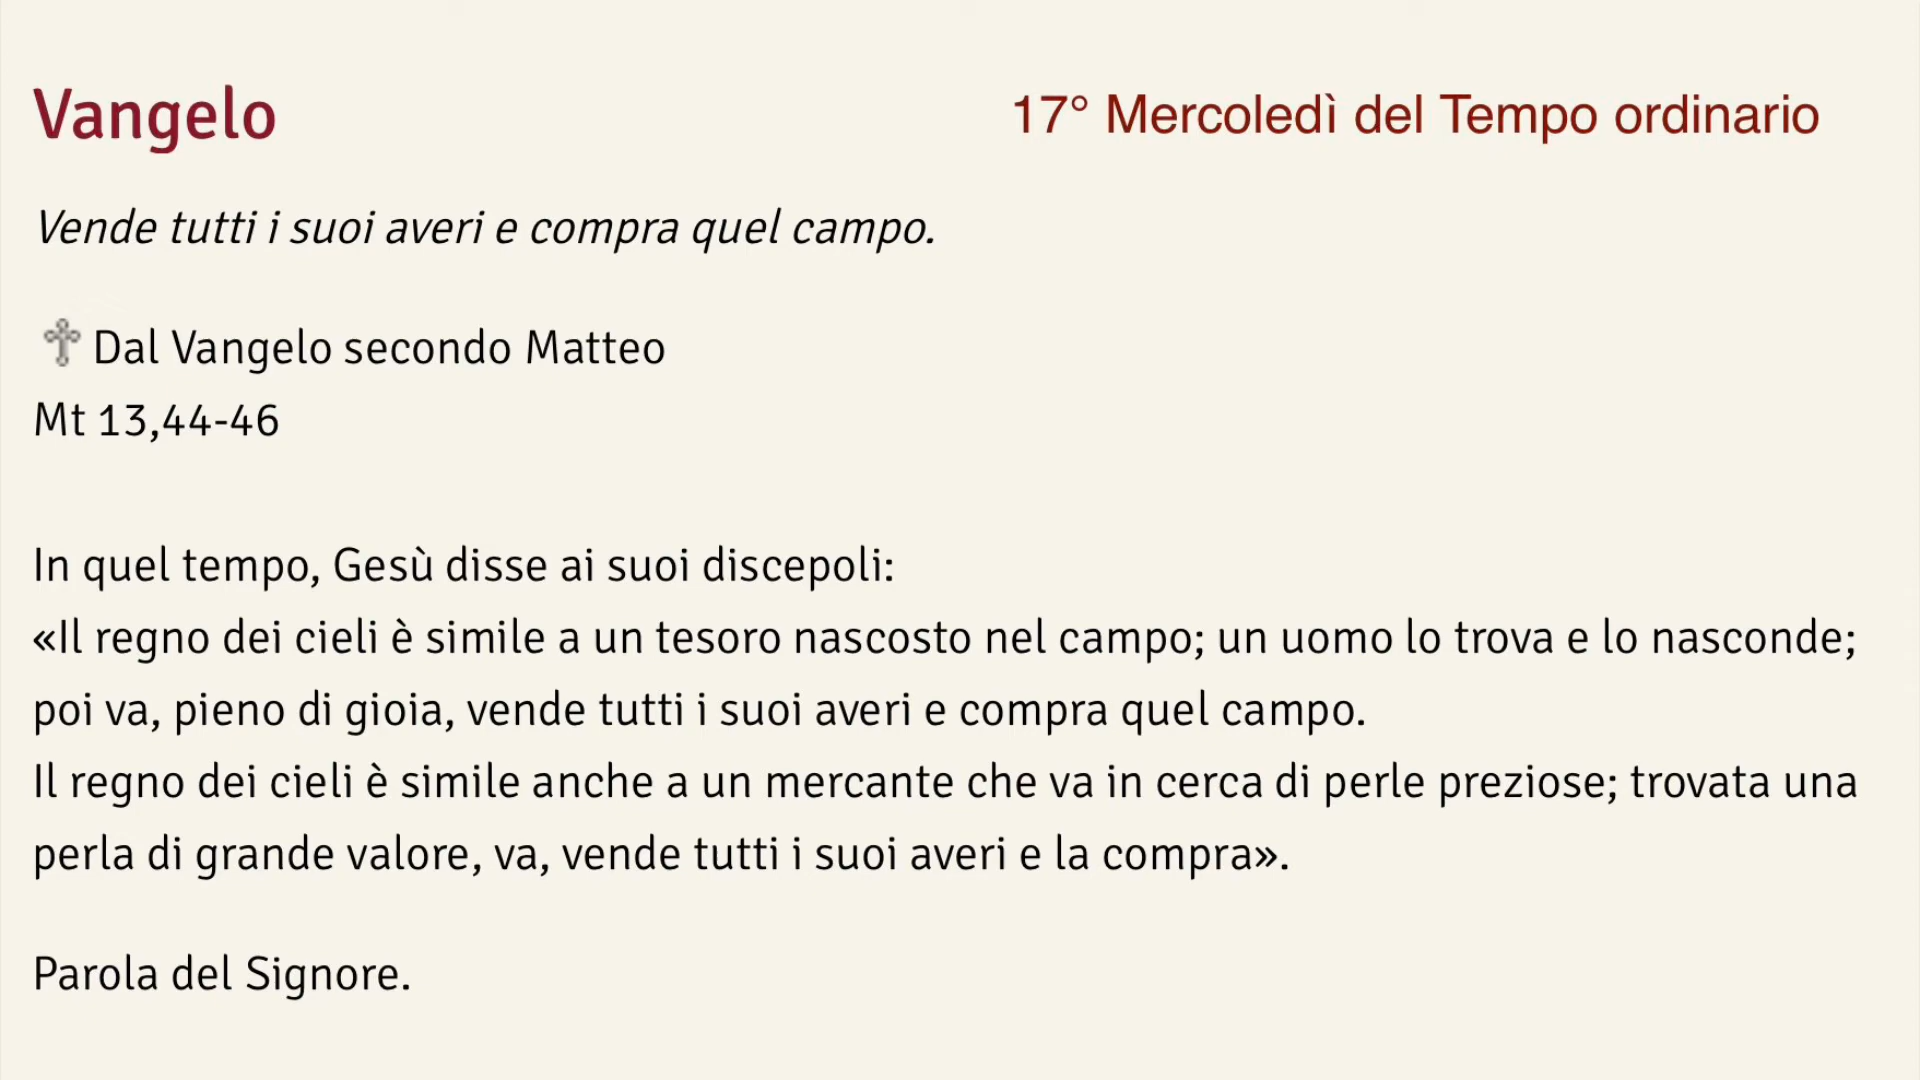 Vangelo
17° Mercoledì del Tempo ordinario
Vende tutti i suoi averi e compra quel campo.
Dal Vangelo secondo Matteo
Mt 13,44-46
In quel tempo, Gesù disse ai suoi discepoli:
«Il regno dei cieli è simile a un tesoro nascosto nel campo; un uomo lo trova e lo nasconde;
poi va, pieno di gioia, vende tutti i suoi averi e compra quel campo.
Il regno dei cieli è simile anche a un mercante che va in cerca di perle preziose; trovata una
perla di grande valore, va, vende tutti i suoi averi e la compra».
Parola del Signore.